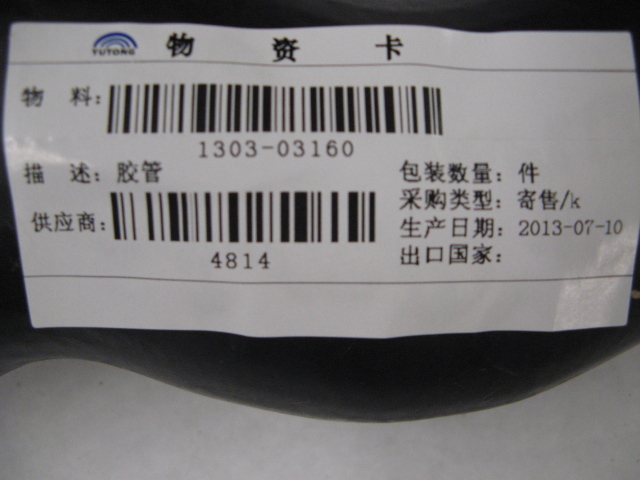 YUTONG 物 资 卡
物 料:
1303-03160
描 述: 胶管
包装数量: 件
采购类型: 寄售/k
供应商:
生产日期: 2013-07-10
4814
出口国家: